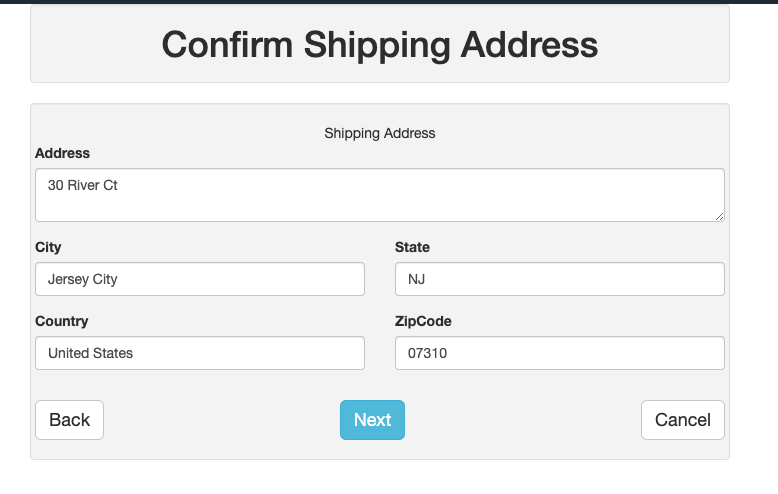 Confirm Shipping Address
Shipping Address
Address
30 River Ct
City State
Jersey City NJ
Country ZipCode
United States 07310
Back Next Cancel